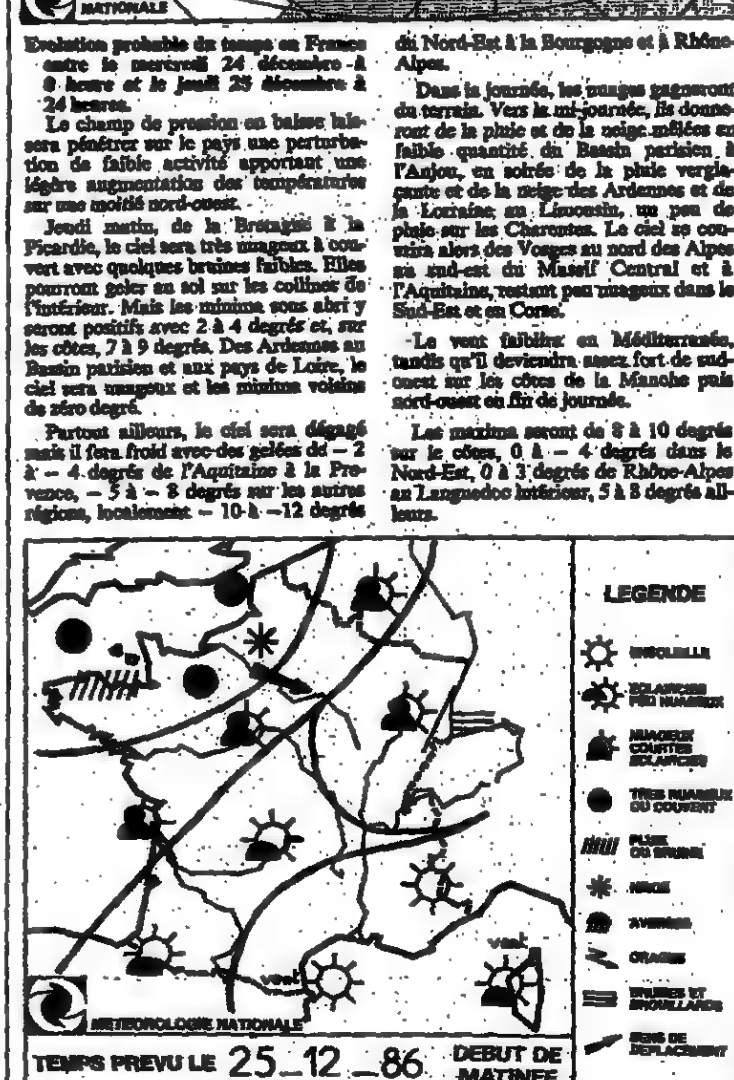 NATIONALE
Evolution probable du temps en France
entre le mercredi 24 décembre à
0 heure et le jeudi 25 décembre à
24 heures.
Le champ de pression en baisse lais-
sera pénétrer sur le pays une perturba-
tion de faible activité apportant une
légère augmentation des températures
sur une moitié nord-ouest.
Jeudi matin, de la Bretagne à la
Picardie, le ciel sera très nuageux à cou-
vert avec quelques bruines faibles. Elles
pourront geler au sol sur les collines de
l'intérieur. Mais les minima sous abri y
seront positifs avec 2 à 4 degrés et, sur
les côtes, 7 à 9 degrés. Des Ardennes au
Bassin parisien et aux pays de Loire, le
ciel sera nuageux et les minima voisins
de zéro degré.
Partout ailleurs, le ciel sera dégagé
mais il fera froid avec des gelées de – 2
à – 4 degrés de l'Aquitaine à la Pro-
vence, – 5 à – 8 degrés sur les autres
régions, localement – 10 à –12 degrés
du Nord-Est à la Bourgogne et à Rhône-
Alpes.
Dans la journée, les nuages gagneront
du terrain. Vers la mi-journée, ils donne-
ront de la pluie et de la neige mêlées en
faible quantité du Bassin parisien à
l'Anjou, en soirée de la pluie vergla-
çante et de la neige des Ardennes et de
la Lorraine au Limousin, un peu de
pluie sur les Charentes. Le ciel se cou-
vrira alors des Vosges au nord des Alpes
au sud-est du Massif Central et à
l'Aquitaine, restant peu nuageux dans le
Sud-Est et en Corse.
Le vent faiblira en Méditerranée,
tandis qu'il deviendra assez fort de sud-
ouest sur les côtes de la Manche puis
nord-ouest en fin de journée.
Les maxima seront de 8 à 10 degrés
sur le côtes, 0 à – 4 degrés dans le
Nord-Est, 0 à 3 degrés de Rhône-Alpes
au Languedoc intérieur, 5 à 8 degrés ail-
leurs.
LEGENDE
ENSOLEILLE
ECLAIRCIES
PEU NUAGEUX
NUAGEUX
COURTES
ECLAIRCIES
TRES NUAGEUX
OU COUVERT
PLUIE
OU BRUINE
NEIGE
AVERSES
ORAGES
BRUMES ET
BROUILLARDS
SENS DE
DEPLACEMENT
vent
vent
METEOROLOGIE NATIONALE
TEMPS PREVU LE 25_12_86 DEBUT DE
MATINEE